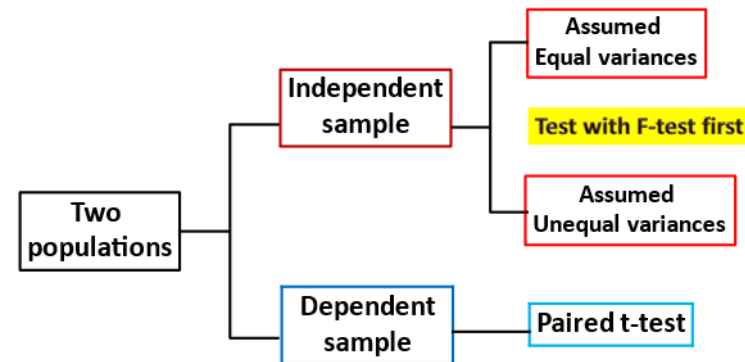 Two
populations
Independent
sample
Assumed
Equal variances
Test with F-test first
Assumed
Unequal variances
Dependent
sample
Paired t-test